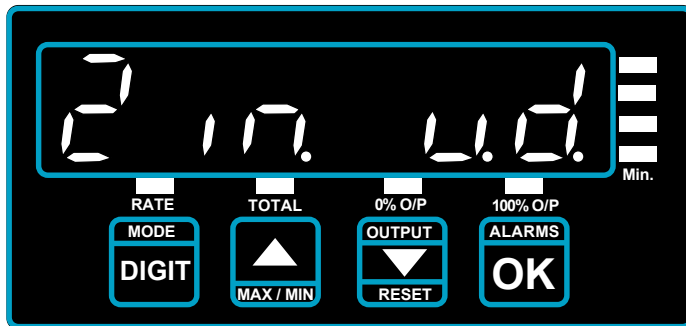 2 in. u.d.
Min.
RATE TOTAL 0% O/P 100% O/P
MODE OUTPUT ALARMS
DIGIT OK
MAX / MIN RESET